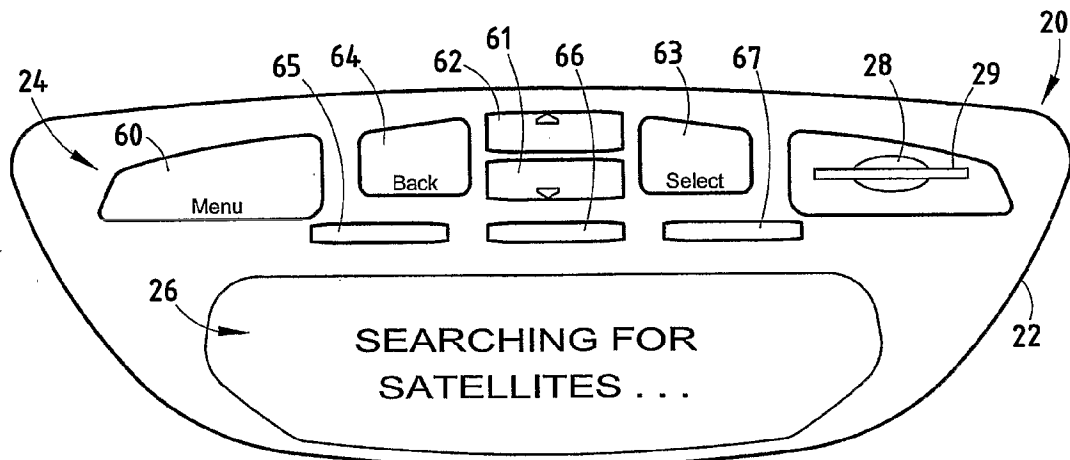 61
20
62
66
64
67
28
65
29
24
63
60
Back
Select
Menu
26
22
SEARCHING FOR
SATELLITES . . .